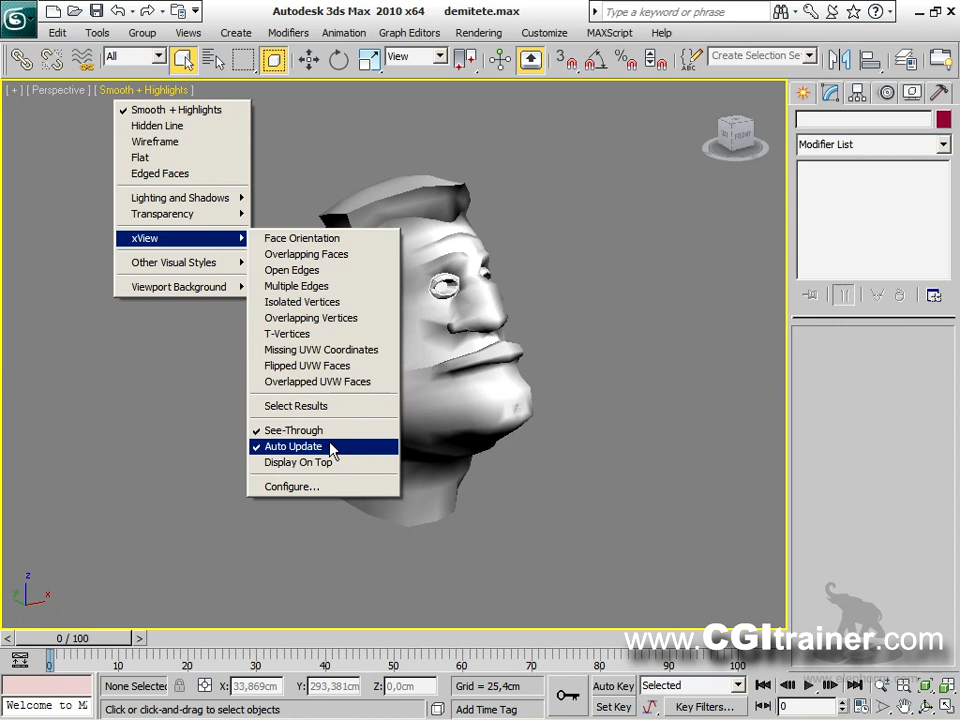 Autodesk 3ds Max 2010 x64 demitete.max
Type a keyword or phrase
Edit Tools Group Views Create Modifiers Animation Graph Editors Rendering Customize MAXScript Help
All View Create Selection Se
[ + ] [ Perspective ] [ Smooth + Highlights ]
Smooth + Highlights
Hidden Line
Wireframe
Flat
Edged Faces
Lighting and Shadows
Transparency
xView
Other Visual Styles
Viewport Background
Face Orientation
Overlapping Faces
Open Edges
Multiple Edges
Isolated Vertices
Overlapping Vertices
T-Vertices
Missing UVW Coordinates
Flipped UVW Faces
Overlapped UVW Faces
Select Results
See-Through
Auto Update
Display On Top
Configure...
FRONT
Modifier List
z
x
y
0 / 100
www.CGItrainer.com
0 10 20 30 40 50 60 70 80 90 100
None Selected X: 33,869cm Y: 293,381cm Z: 0,0cm Grid = 25,4cm Auto Key Selected
Welcome to M Click or click-and-drag to select objects Add Time Tag Set Key Key Filters... 0